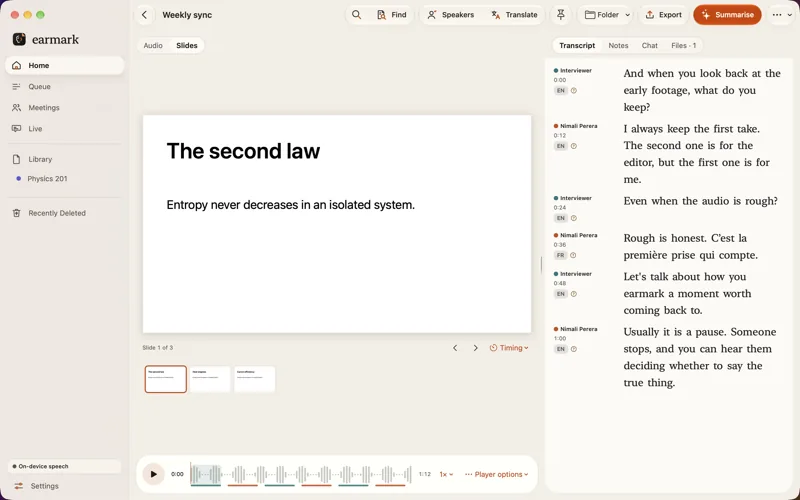 earmark
Home
Queue
Meetings
Live
Library
Physics 201
Recently Deleted
On-device speech
Settings
Weekly sync
Find
Speakers
Translate
Folder
Export
Summarise
Audio
Slides
The second law
Entropy never decreases in an isolated system.
Slide 1 of 3
Timing
0:00
1:12
1×
Player options
Transcript
Notes
Chat
Files · 1
Interviewer
0:00
EN
And when you look back at the
early footage, what do you
keep?
Nimali Perera
0:12
EN
I always keep the first take.
The second one is for the
editor, but the first one is for
me.
Interviewer
0:24
EN
Even when the audio is rough?
Nimali Perera
0:36
FR
Rough is honest. C'est la
première prise qui compte.
Interviewer
0:48
EN
Let's talk about how you
earmark a moment worth
coming back to.
Nimali Perera
1:00
EN
Usually it is a pause. Someone
stops, and you can hear them
deciding whether to say the
true thing.